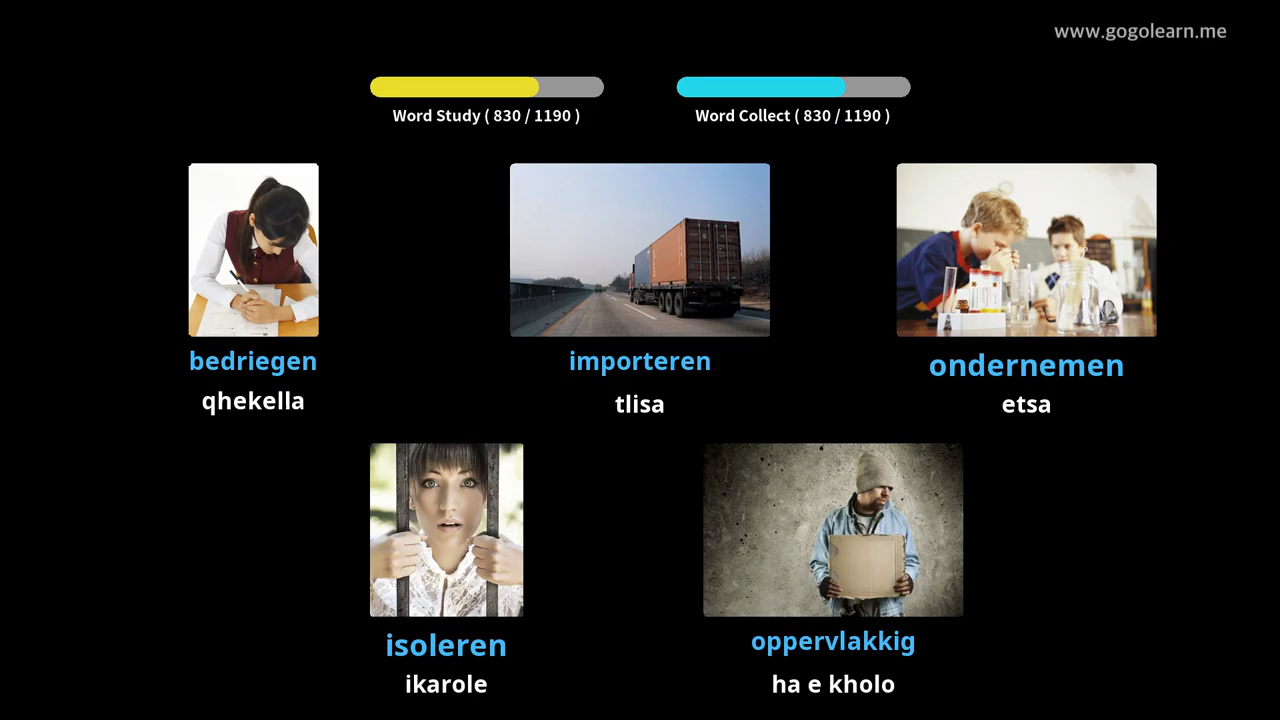 www.gogolearn.me
Word Study ( 830 / 1190 )
Word Collect ( 830 / 1190 )
bedriegen
qhekella
importeren
tlisa
ondernemen
etsa
isoleren
ikarole
oppervlakkig
ha e kholo